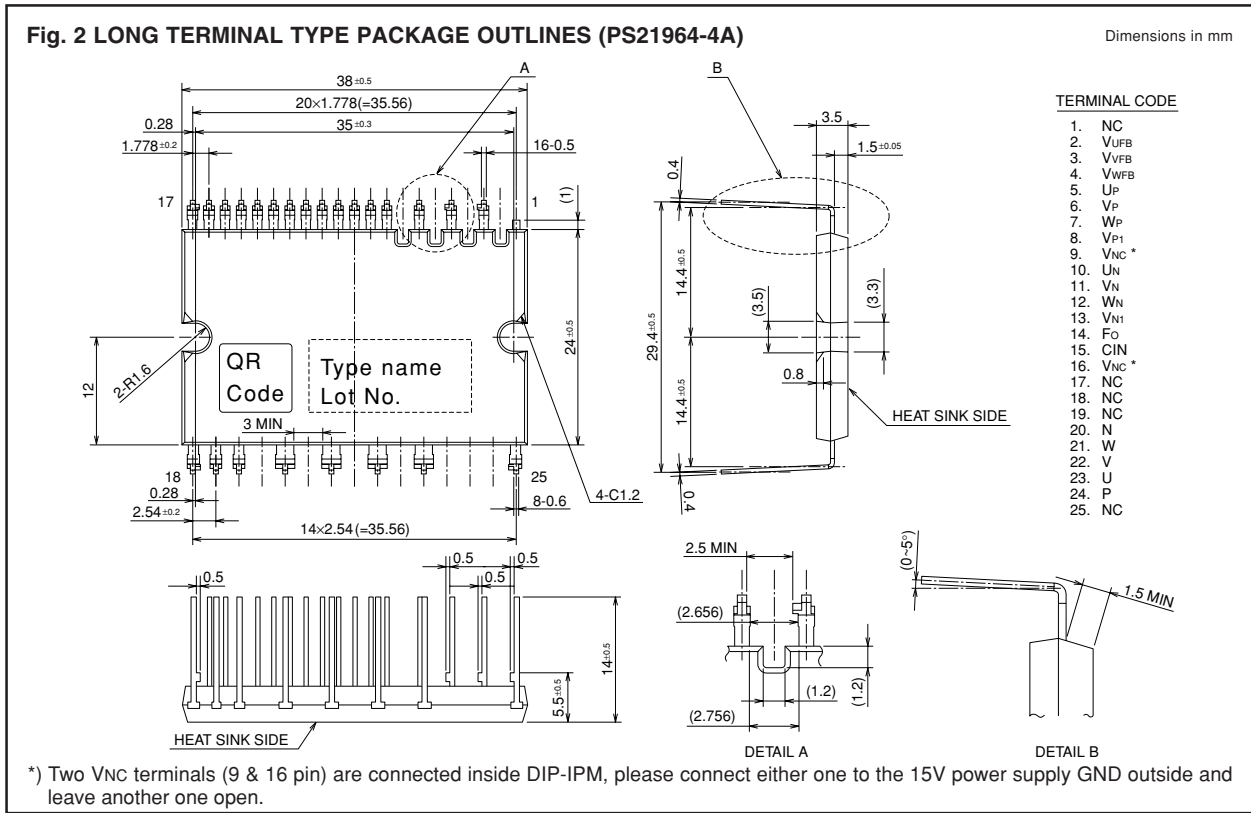 Fig. 2 LONG TERMINAL TYPE PACKAGE OUTLINES (PS21964-4A)
Dimensions in mm
A
38 ±0.5
20×1.778(=35.56)
35 ±0.3
0.28
1.778 ±0.2
16-0.5
17
1
(1)
24 ±0.5
12
2-R1.6
QR
Code
Type name
Lot No.
3 MIN
18
25
0.28
2.54 ±0.2
14×2.54(=35.56)
8-0.6
4-C1.2
B
3.5
1.5 ±0.05
0.4
29.4 ±0.5
14.4 ±0.5
14.4 ±0.5
(3.5)
(3.3)
0.8
HEAT SINK SIDE
0.4
TERMINAL CODE
1. NC
2. VUFB
3. VVFB
4. VWFB
5. UP
6. VP
7. WP
8. VP1
9. VNC *
10. UN
11. VN
12. WN
13. VN1
14. FO
15. CIN
16. VNC *
17. NC
18. NC
19. NC
20. N
21. W
22. V
23. U
24. P
25. NC
0.5
0.5
0.5
0.5
14 ±0.5
5.5 ±0.5
HEAT SINK SIDE
2.5 MIN
(2.656)
(1.2)
(1.2)
(2.756)
DETAIL A
(0~5°)
1.5 MIN
DETAIL B
*) Two VNC terminals (9 & 16 pin) are connected inside DIP-IPM, please connect either one to the 15V power supply GND outside and
leave another one open.